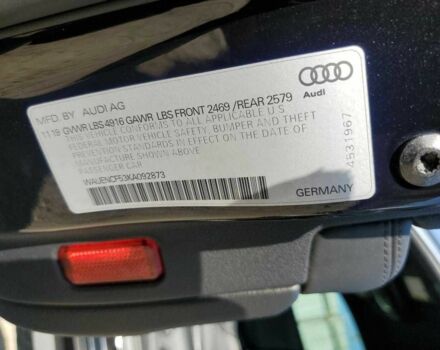 MFD. BY AUDI AG
11.18 GVWR LBS 4916 GAWR LBS FRONT 2469 /REAR 2579
THIS VEHICLE CONFORMS TO ALL APPLICABLE U.S.
FEDERAL MOTOR VEHICLE SAFETY, BUMPER AND THEFT
PREVENTION STANDARDS IN EFFECT ON THE DATE OF
MANUFACTURE SHOWN ABOVE.
PASSENGER CAR
WAUENCF53KA092873
Audi
4531967
GERMANY